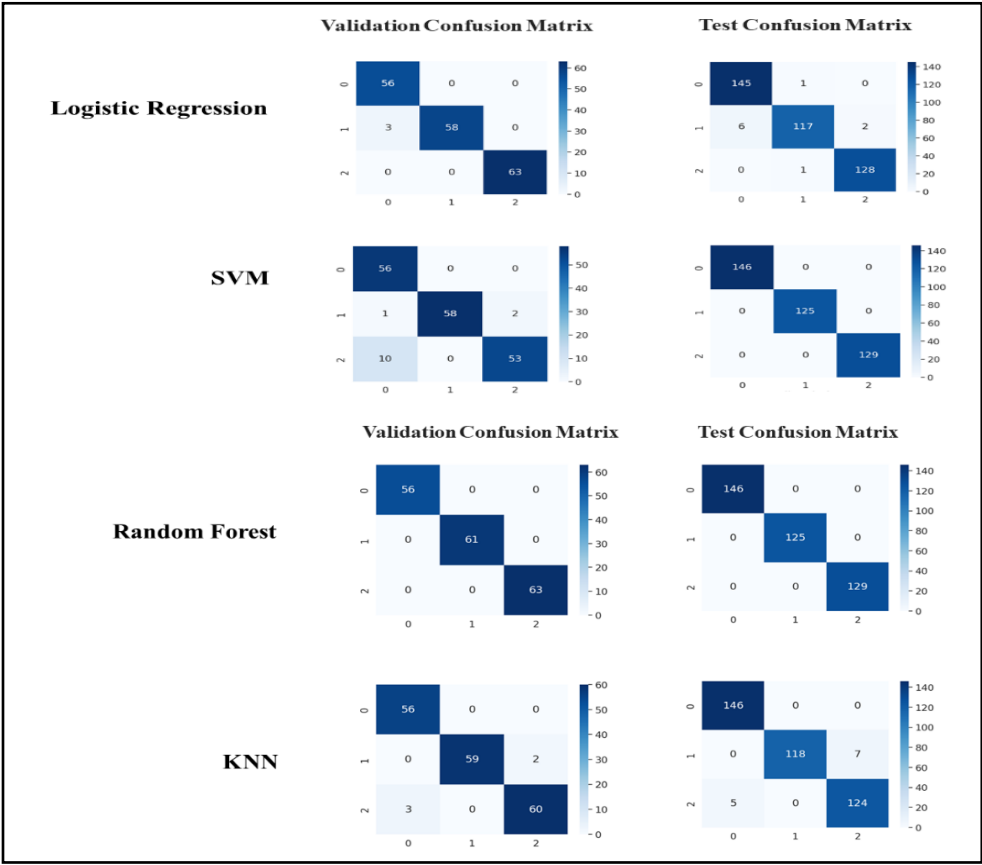 Validation Confusion Matrix Test Confusion Matrix
Logistic Regression
0 56 0 0
1 3 58 0
2 0 0 63
0 1 2
60
50
40
30
20
10
0
0 145 1 0
1 6 117 2
2 0 1 128
0 1 2
140
120
100
80
60
40
20
0
SVM
0 56 0 0
1 1 58 2
2 10 0 53
0 1 2
50
40
30
20
10
0
0 146 0 0
1 0 125 0
2 0 0 129
0 1 2
140
120
100
80
60
40
20
0
Validation Confusion Matrix Test Confusion Matrix
Random Forest
0 56 0 0
1 0 61 0
2 0 0 63
0 1 2
60
50
40
30
20
10
0
0 146 0 0
1 0 125 0
2 0 0 129
0 1 2
140
120
100
80
60
40
20
0
KNN
0 56 0 0
1 0 59 2
2 3 0 60
0 1 2
60
50
40
30
20
10
0
0 146 0 0
1 0 118 7
2 5 0 124
0 1 2
140
120
100
80
60
40
20
0